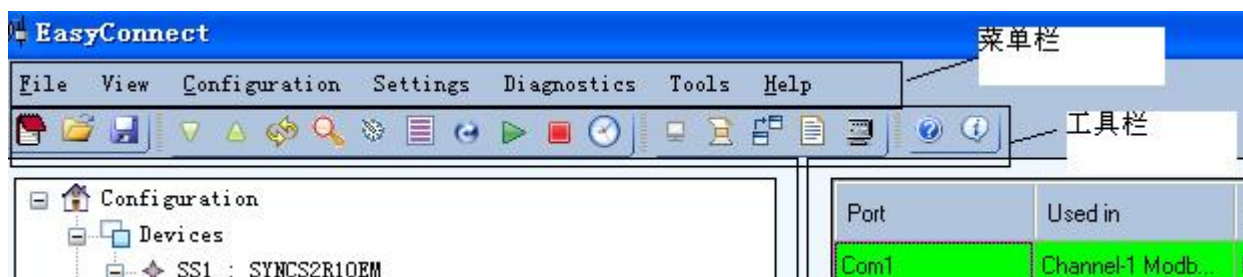 EasyConnect
菜单栏
File View Configuration Settings Diagnostics Tools Help
工具栏
Configuration
Devices
SS1 : SYNCS2R10EM
Port Used in
Com1 Channel-1 Modb...